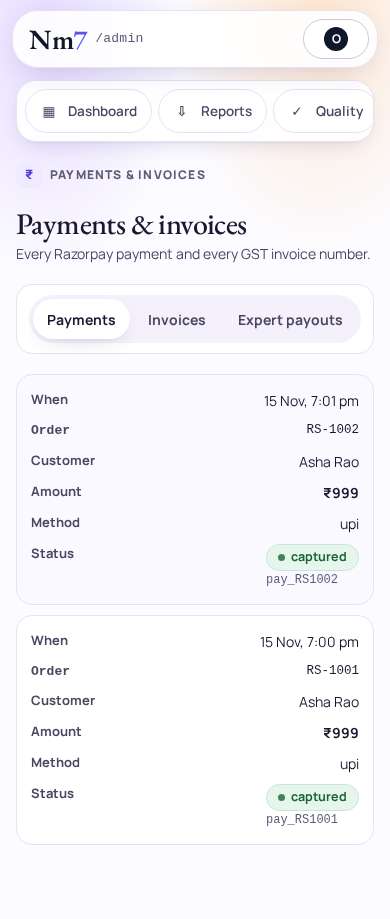 Nm7 /admin O
▦ Dashboard ⇩ Reports ✓ Quality
₹ PAYMENTS & INVOICES
Payments & invoices
Every Razorpay payment and every GST invoice number.
Payments Invoices Expert payouts
When 15 Nov, 7:01 pm
Order RS-1002
Customer Asha Rao
Amount ₹999
Method upi
Status captured
pay_RS1002
When 15 Nov, 7:00 pm
Order RS-1001
Customer Asha Rao
Amount ₹999
Method upi
Status captured
pay_RS1001